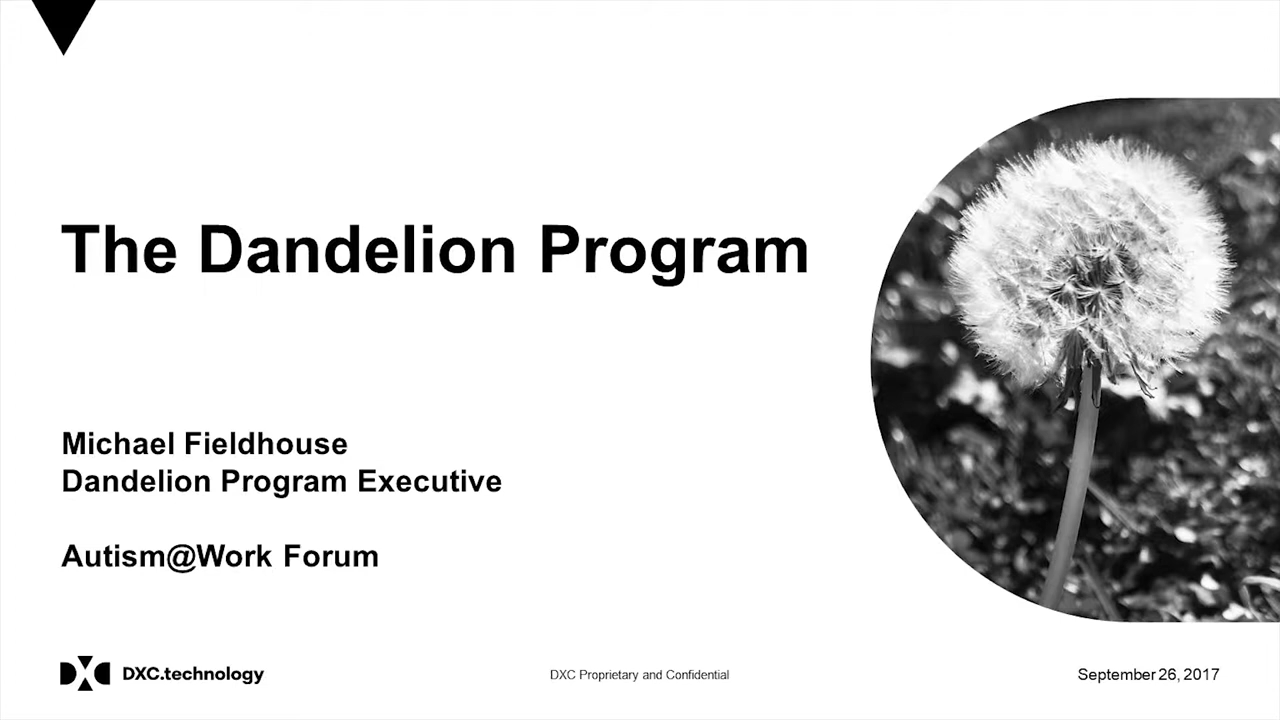 The Dandelion Program
Michael Fieldhouse
Dandelion Program Executive
Autism@Work Forum
DXC.technology
DXC Proprietary and Confidential
September 26, 2017